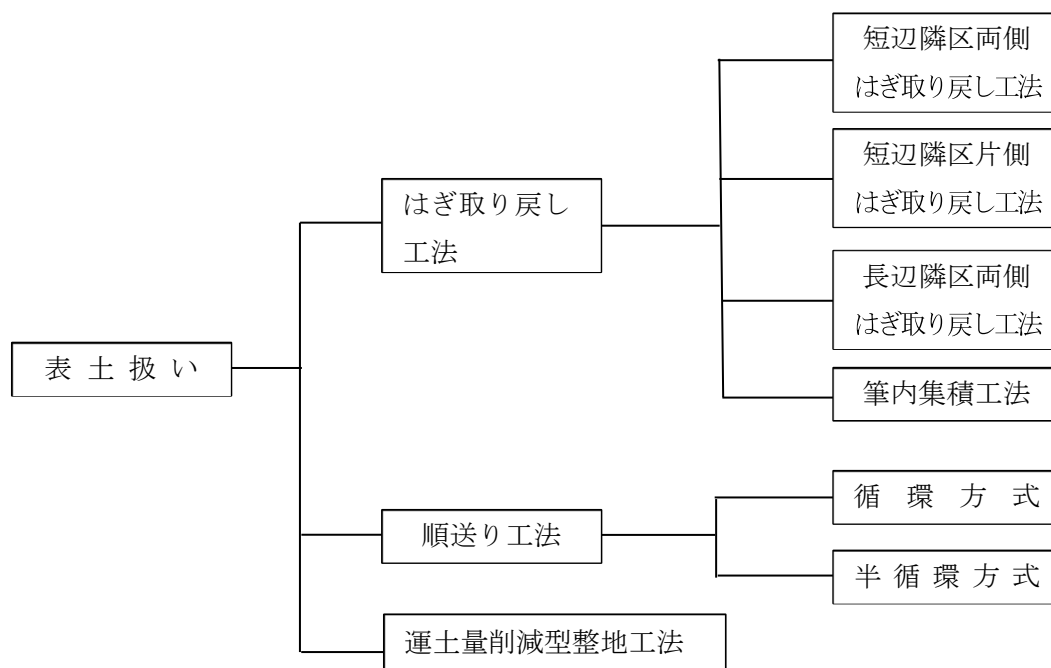 表土扱い
はぎ取り戻し
工法
短辺隣区両側
はぎ取り戻し工法
短辺隣区片側
はぎ取り戻し工法
長辺隣区両側
はぎ取り戻し工法
筆内集積工法
順送り工法
循環方式
半循環方式
運土量削減型整地工法